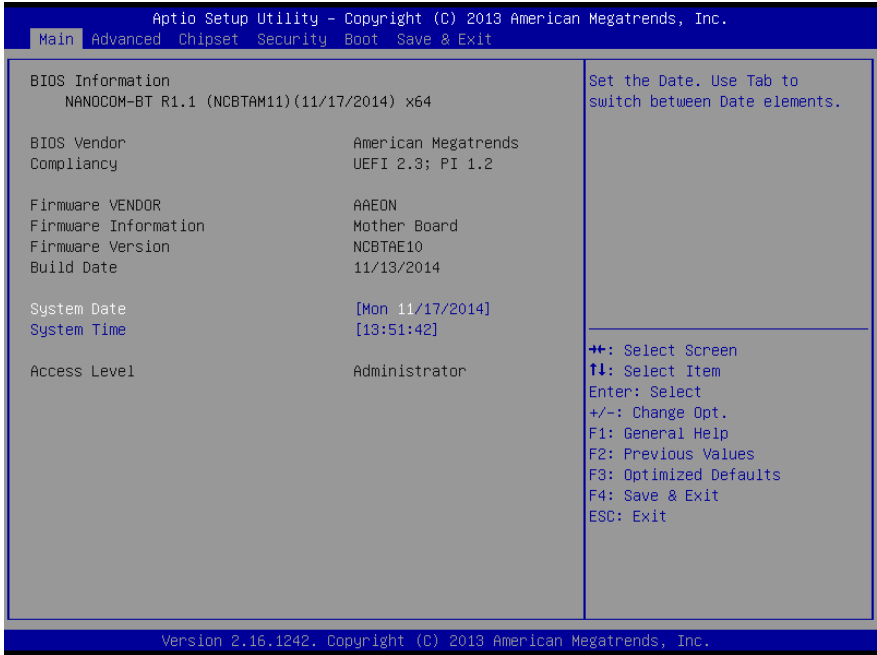 Aptio Setup Utility – Copyright (C) 2013 American Megatrends, Inc.
Main Advanced Chipset Security Boot Save & Exit
BIOS Information
NANOCOM-BT R1.1 (NCBTAM11)(11/17/2014) x64
BIOS Vendor American Megatrends
Compliancy UEFI 2.3; PI 1.2
Firmware VENDOR AAEON
Firmware Information Mother Board
Firmware Version NCBTAE10
Build Date 11/13/2014
System Date [Mon 11/17/2014]
System Time [13:51:42]
Access Level Administrator
Set the Date. Use Tab to
switch between Date elements.
→←: Select Screen
↑↓: Select Item
Enter: Select
+/-: Change Opt.
F1: General Help
F2: Previous Values
F3: Optimized Defaults
F4: Save & Exit
ESC: Exit
Version 2.16.1242. Copyright (C) 2013 American Megatrends, Inc.